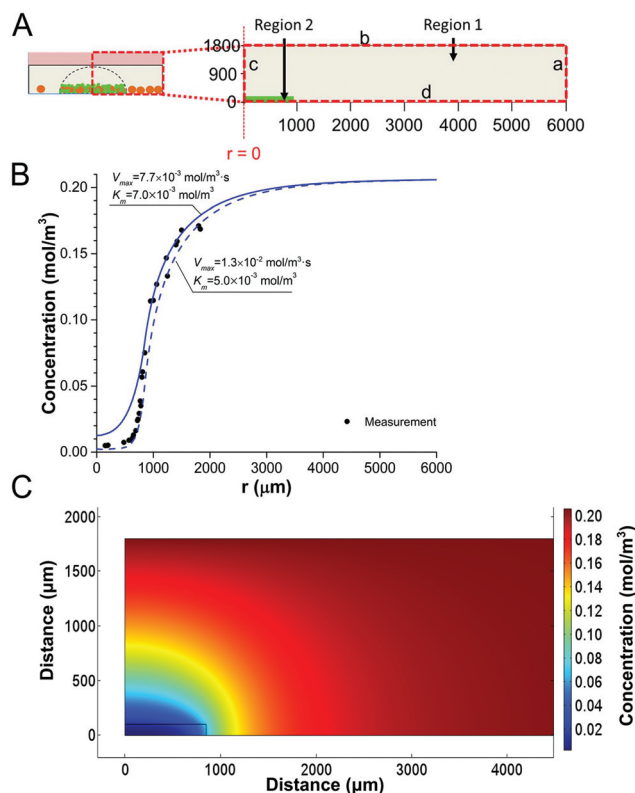 A
Region 2
Region 1
1800
900
0
b
c
a
d
1000 2000 3000 4000 5000 6000
r = 0
B
Vmax=7.7×10⁻³ mol/m³·s
Km=7.0×10⁻³ mol/m³
Vmax=1.3×10⁻² mol/m³·s
Km=5.0×10⁻³ mol/m³
Concentration (mol/m³)
0.20
0.15
0.10
0.05
0.00
Measurement
0 1000 2000 3000 4000 5000 6000
r (μm)
C
Distance (μm)
2000
1500
1000
500
0
0 1000 2000 3000 4000
Distance (μm)
0.20
0.18
0.16
0.14
0.12
0.10
0.08
0.06
0.04
0.02
Concentration (mol/m³)